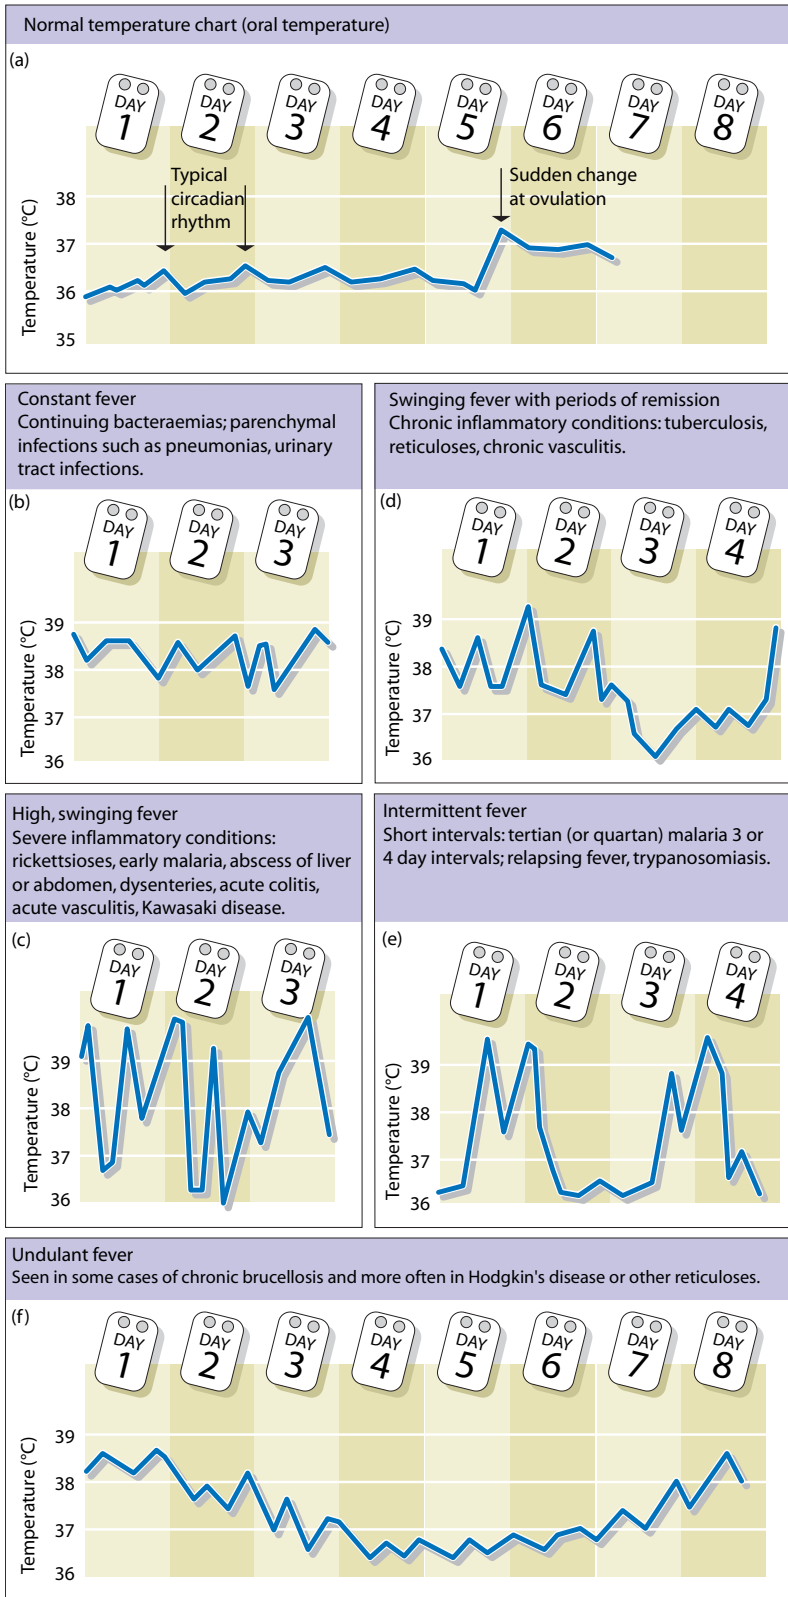 Normal temperature chart (oral temperature)
(a)
DAY 1
DAY 2
DAY 3
DAY 4
DAY 5
DAY 6
DAY 7
DAY 8
Typical
circadian
rhythm
Sudden change
at ovulation
Temperature (°C)
38
37
36
35
Constant fever
Continuing bacteraemias; parenchymal
infections such as pneumonias, urinary
tract infections.
(b)
DAY 1
DAY 2
DAY 3
Temperature (°C)
39
38
37
36
Swinging fever with periods of remission
Chronic inflammatory conditions: tuberculosis,
reticuloses, chronic vasculitis.
(d)
DAY 1
DAY 2
DAY 3
DAY 4
Temperature (°C)
39
38
37
36
High, swinging fever
Severe inflammatory conditions:
rickettsioses, early malaria, abscess of liver
or abdomen, dysenteries, acute colitis,
acute vasculitis, Kawasaki disease.
(c)
DAY 1
DAY 2
DAY 3
Temperature (°C)
39
38
37
36
Intermittent fever
Short intervals: tertian (or quartan) malaria 3 or
4 day intervals; relapsing fever, trypanosomiasis.
(e)
DAY 1
DAY 2
DAY 3
DAY 4
Temperature (°C)
39
38
37
36
Undulant fever
Seen in some cases of chronic brucellosis and more often in Hodgkin's disease or other reticuloses.
(f)
DAY 1
DAY 2
DAY 3
DAY 4
DAY 5
DAY 6
DAY 7
DAY 8
Temperature (°C)
39
38
37
36